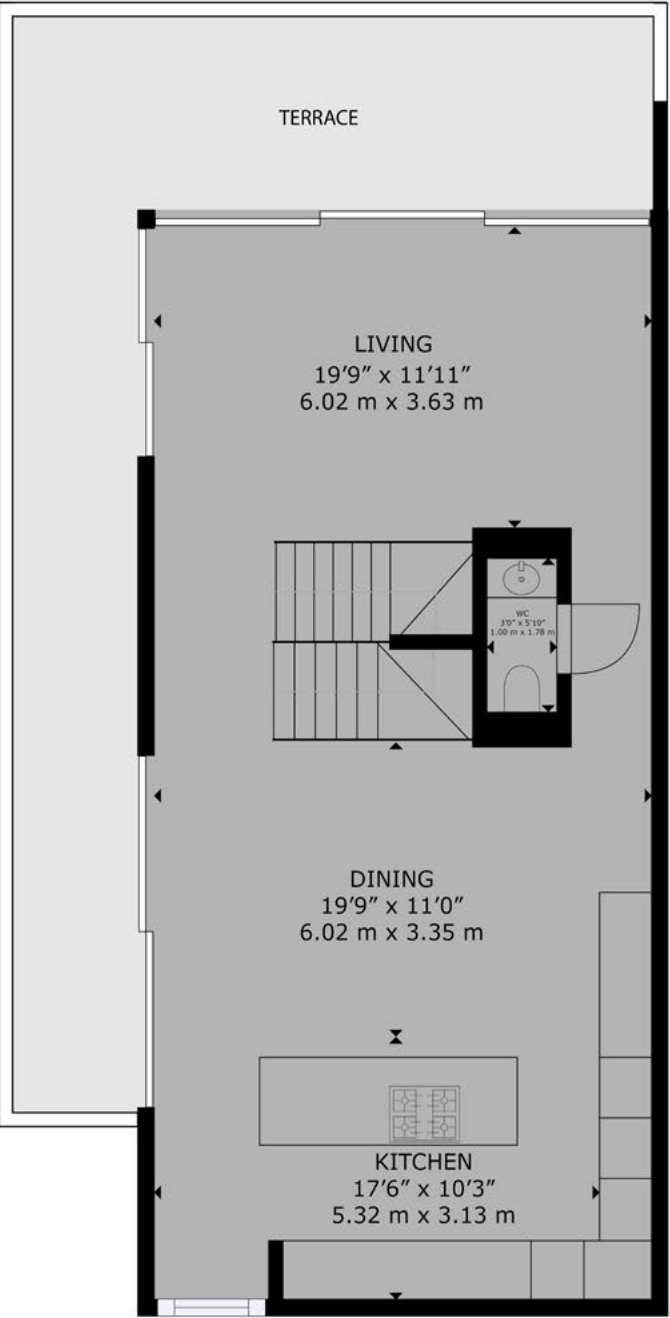 TERRACE
LIVING
19’9” x 11’11”
6.02 m x 3.63 m
WC
3’0” x 5’10”
1.00 m x 1.78 m
DINING
19’9” x 11’0”
6.02 m x 3.35 m
KITCHEN
17’6” x 10’3”
5.32 m x 3.13 m